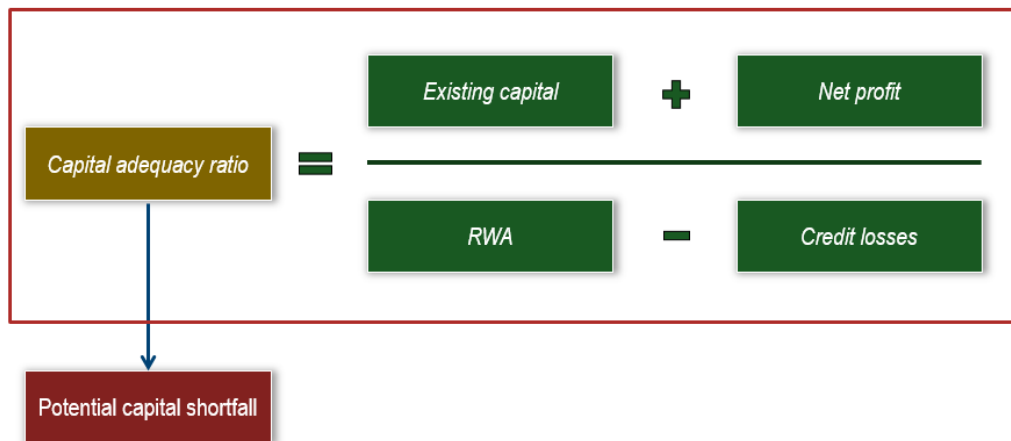 Existing capital + Net profit
Capital adequacy ratio =
RWA - Credit losses
Potential capital shortfall